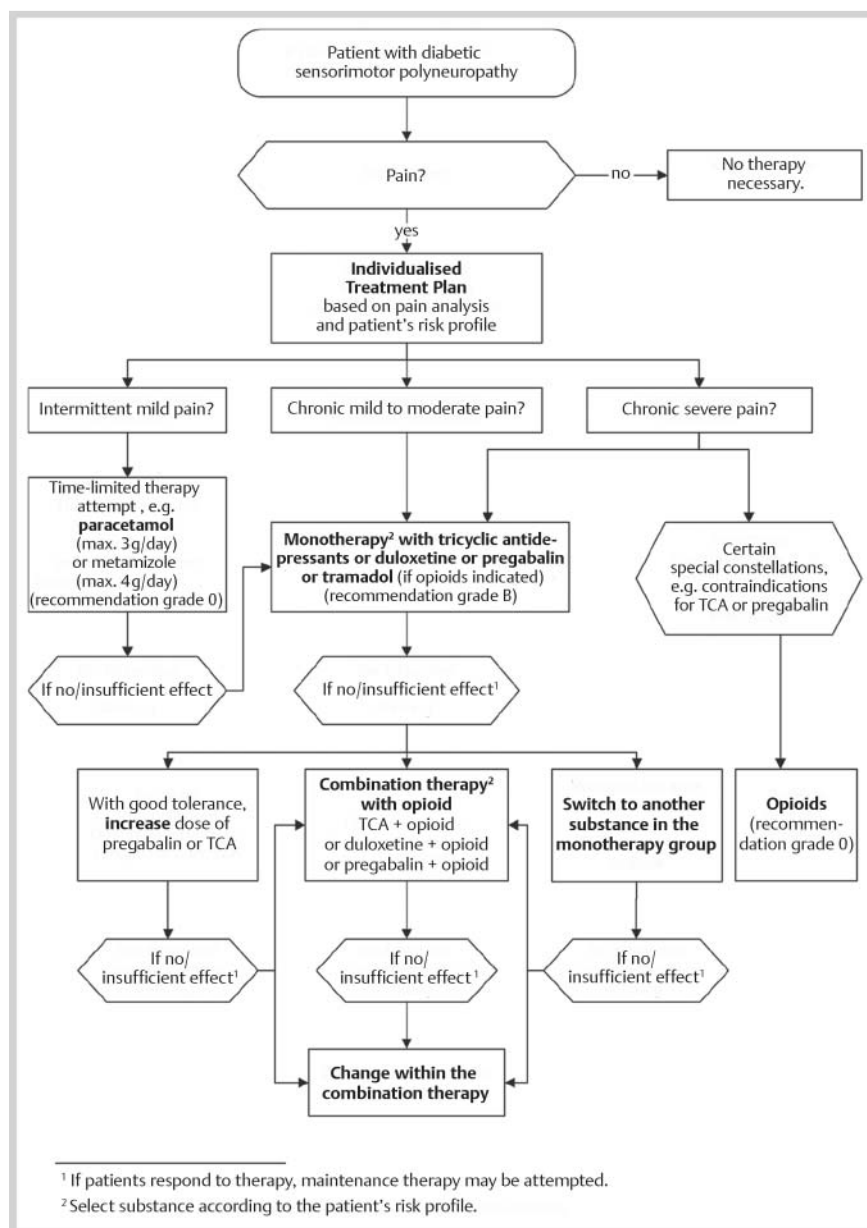 Patient with diabetic
sensorimotor polyneuropathy
Pain?
no
No therapy
necessary.
yes
Individualised
Treatment Plan
based on pain analysis
and patient's risk profile
Intermittent mild pain?
Chronic mild to moderate pain?
Chronic severe pain?
Time-limited therapy
attempt , e.g.
paracetamol
(max. 3g/day)
or metamizole
(max. 4g/day)
(recommendation grade 0)
Monotherapy² with tricyclic antide-
pressants or duloxetine or pregabalin
or tramadol (if opioids indicated)
(recommendation grade B)
Certain
special constellations,
e.g. contraindications
for TCA or pregabalin
If no/insufficient effect
If no/insufficient effect¹
With good tolerance,
increase dose of
pregabalin or TCA
Combination therapy²
with opioid
TCA + opioid
or duloxetine + opioid
or pregabalin + opioid
Switch to another
substance in the
monotherapy group
Opioids
(recommen-
dation grade 0)
If no/
insufficient effect¹
If no/
insufficient effect¹
If no/
insufficient effect¹
Change within the
combination therapy
¹ If patients respond to therapy, maintenance therapy may be attempted.
² Select substance according to the patient's risk profile.